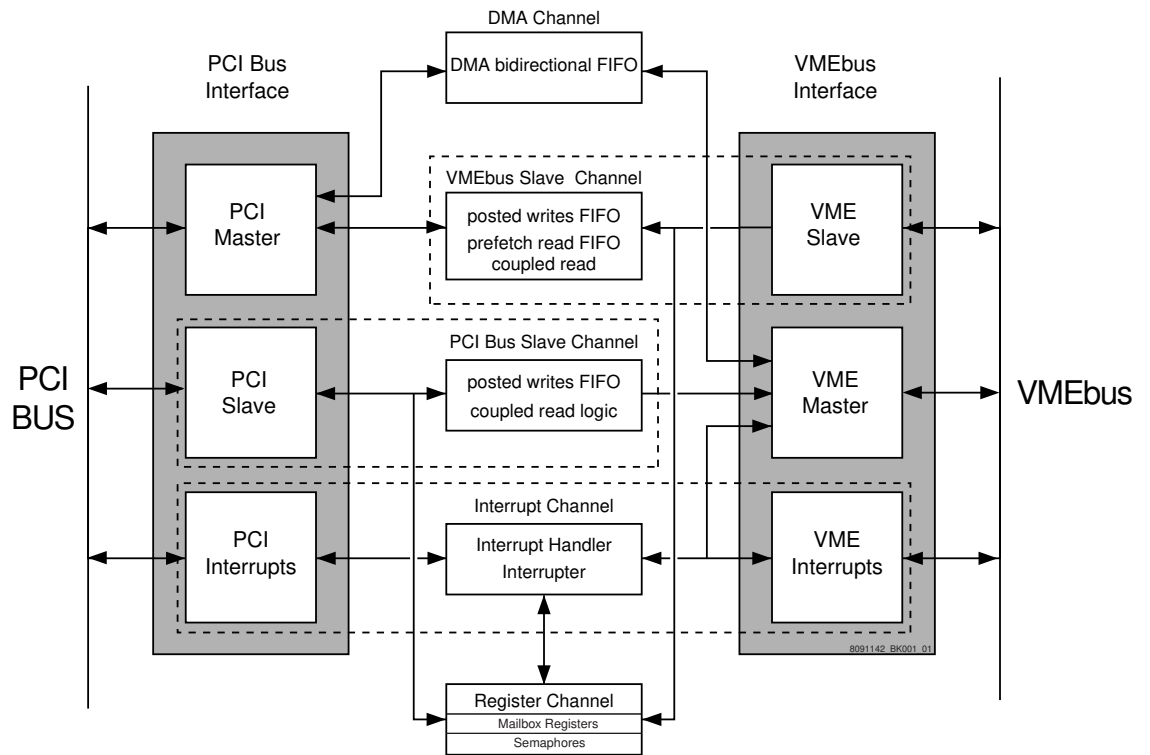 DMA Channel
DMA bidirectional FIFO
PCI Bus
Interface
VMEbus
Interface
VMEbus Slave Channel
PCI
Master
posted writes FIFO
prefetch read FIFO
coupled read
VME
Slave
PCI Bus Slave Channel
PCI
BUS
PCI
Slave
posted writes FIFO
coupled read logic
VME
Master
VMEbus
Interrupt Channel
PCI
Interrupts
Interrupt Handler
Interrupter
VME
Interrupts
8091142_BK001_01
Register Channel
Mailbox Registers
Semaphores